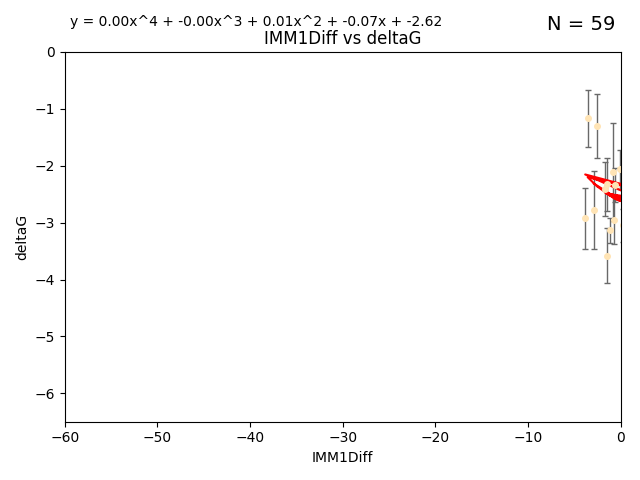 y = 0.00x^4 + -0.00x^3 + 0.01x^2 + -0.07x + -2.62
N = 59
IMM1Diff vs deltaG
0
−1
−2
−3
−4
−5
−6
deltaG
−60 −50 −40 −30 −20 −10 0
IMM1Diff